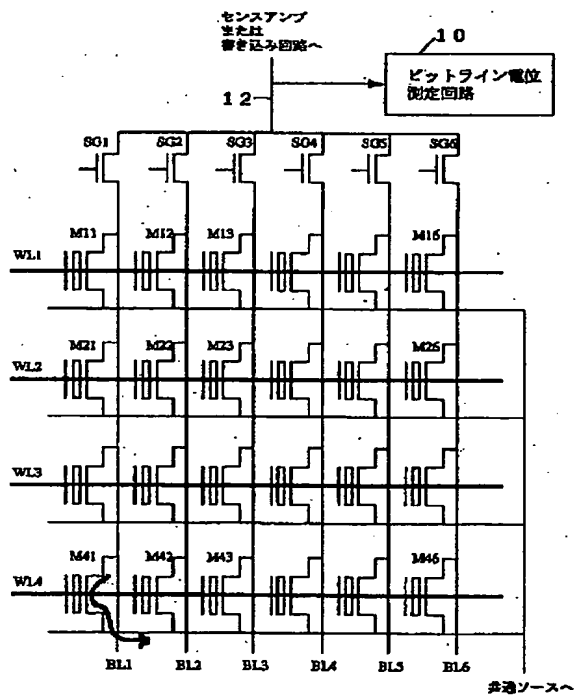 センスアンプ
または
書き込み回路へ
10
ビットライン電位
測定回路
12
SG1 SG2 SG3 SG4 SG5 SG6
M11 M12 M13 M16
WL1
M21 M22 M23 M26
WL2
WL3
M41 M42 M43 M46
WL4
BL1 BL2 BL3 BL4 BL5 BL6
共通ソースへ